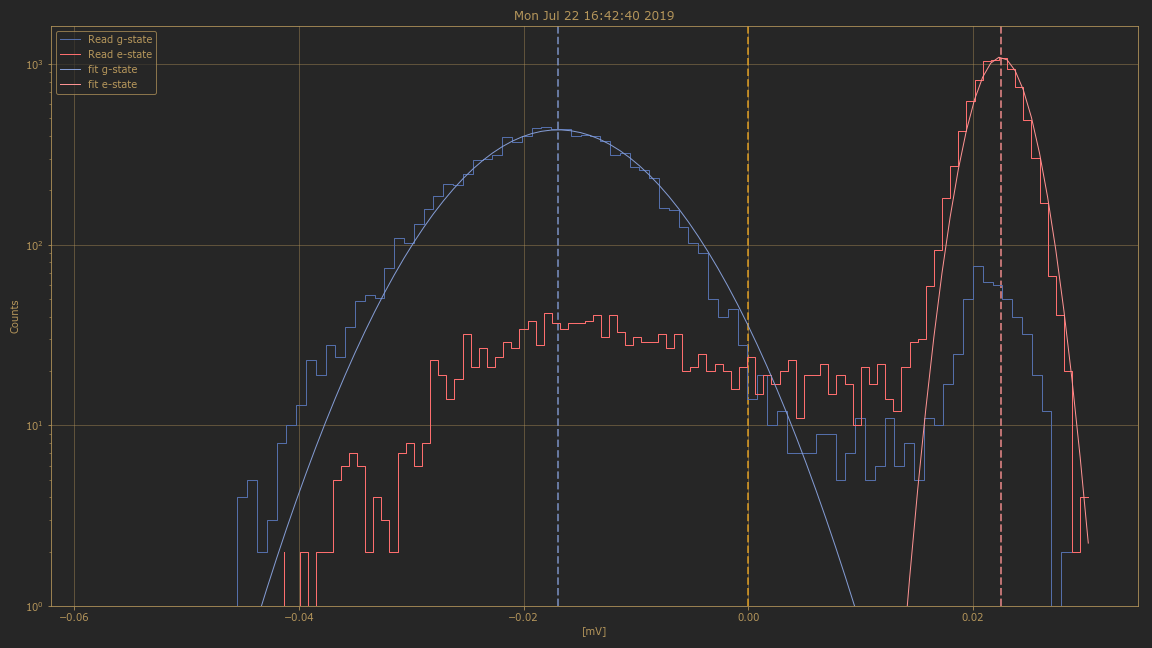 Mon Jul 22 16:42:40 2019
Read g-state
Read e-state
fit g-state
fit e-state
Counts
10³
10²
10¹
10⁰
−0.06 −0.04 −0.02 0.00 0.02
[mV]